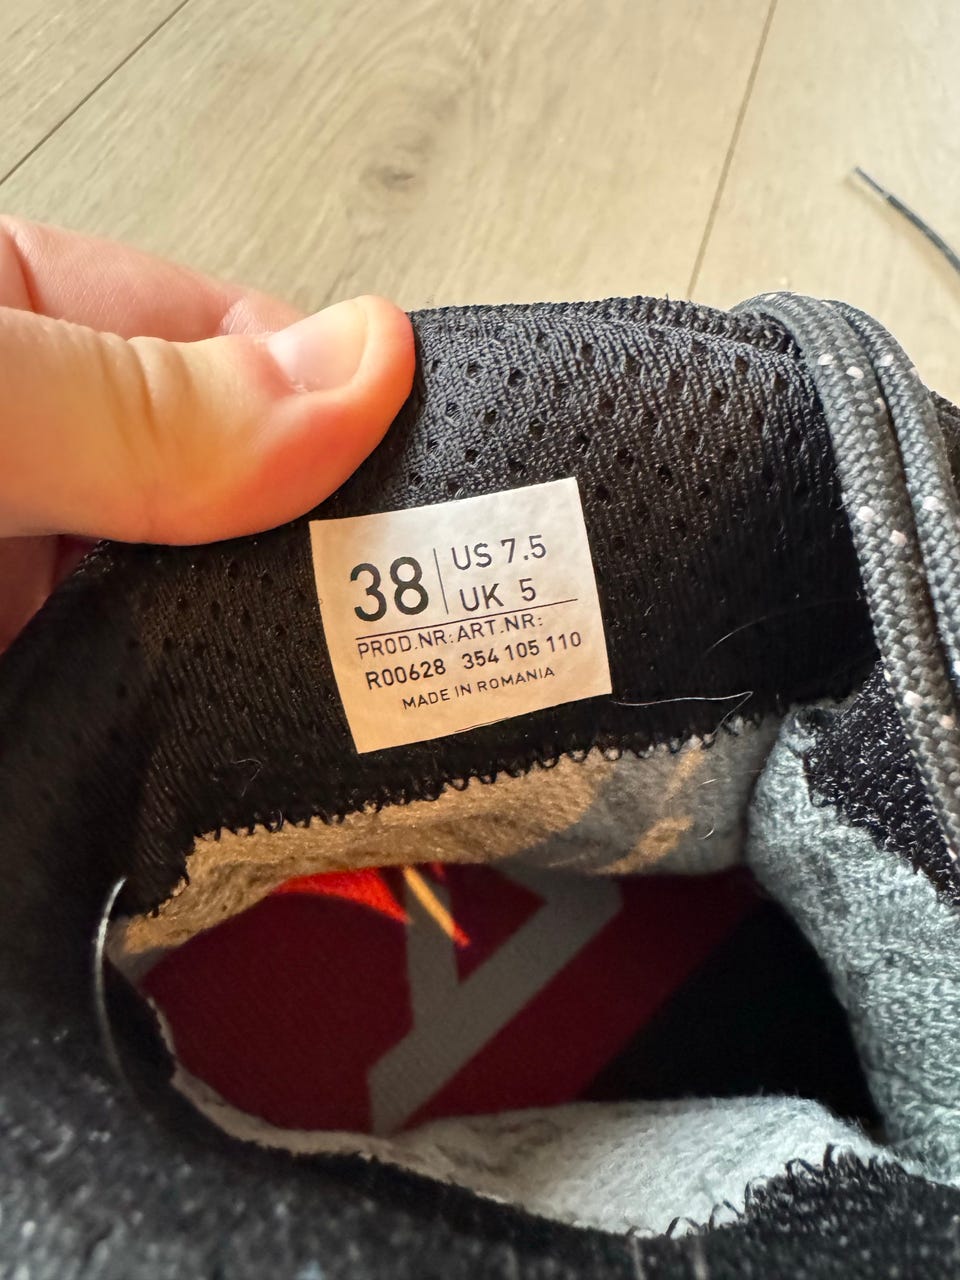 38 US 7.5
UK 5
PROD.NR: ART.NR:
R00628 354 105 110
MADE IN ROMANIA